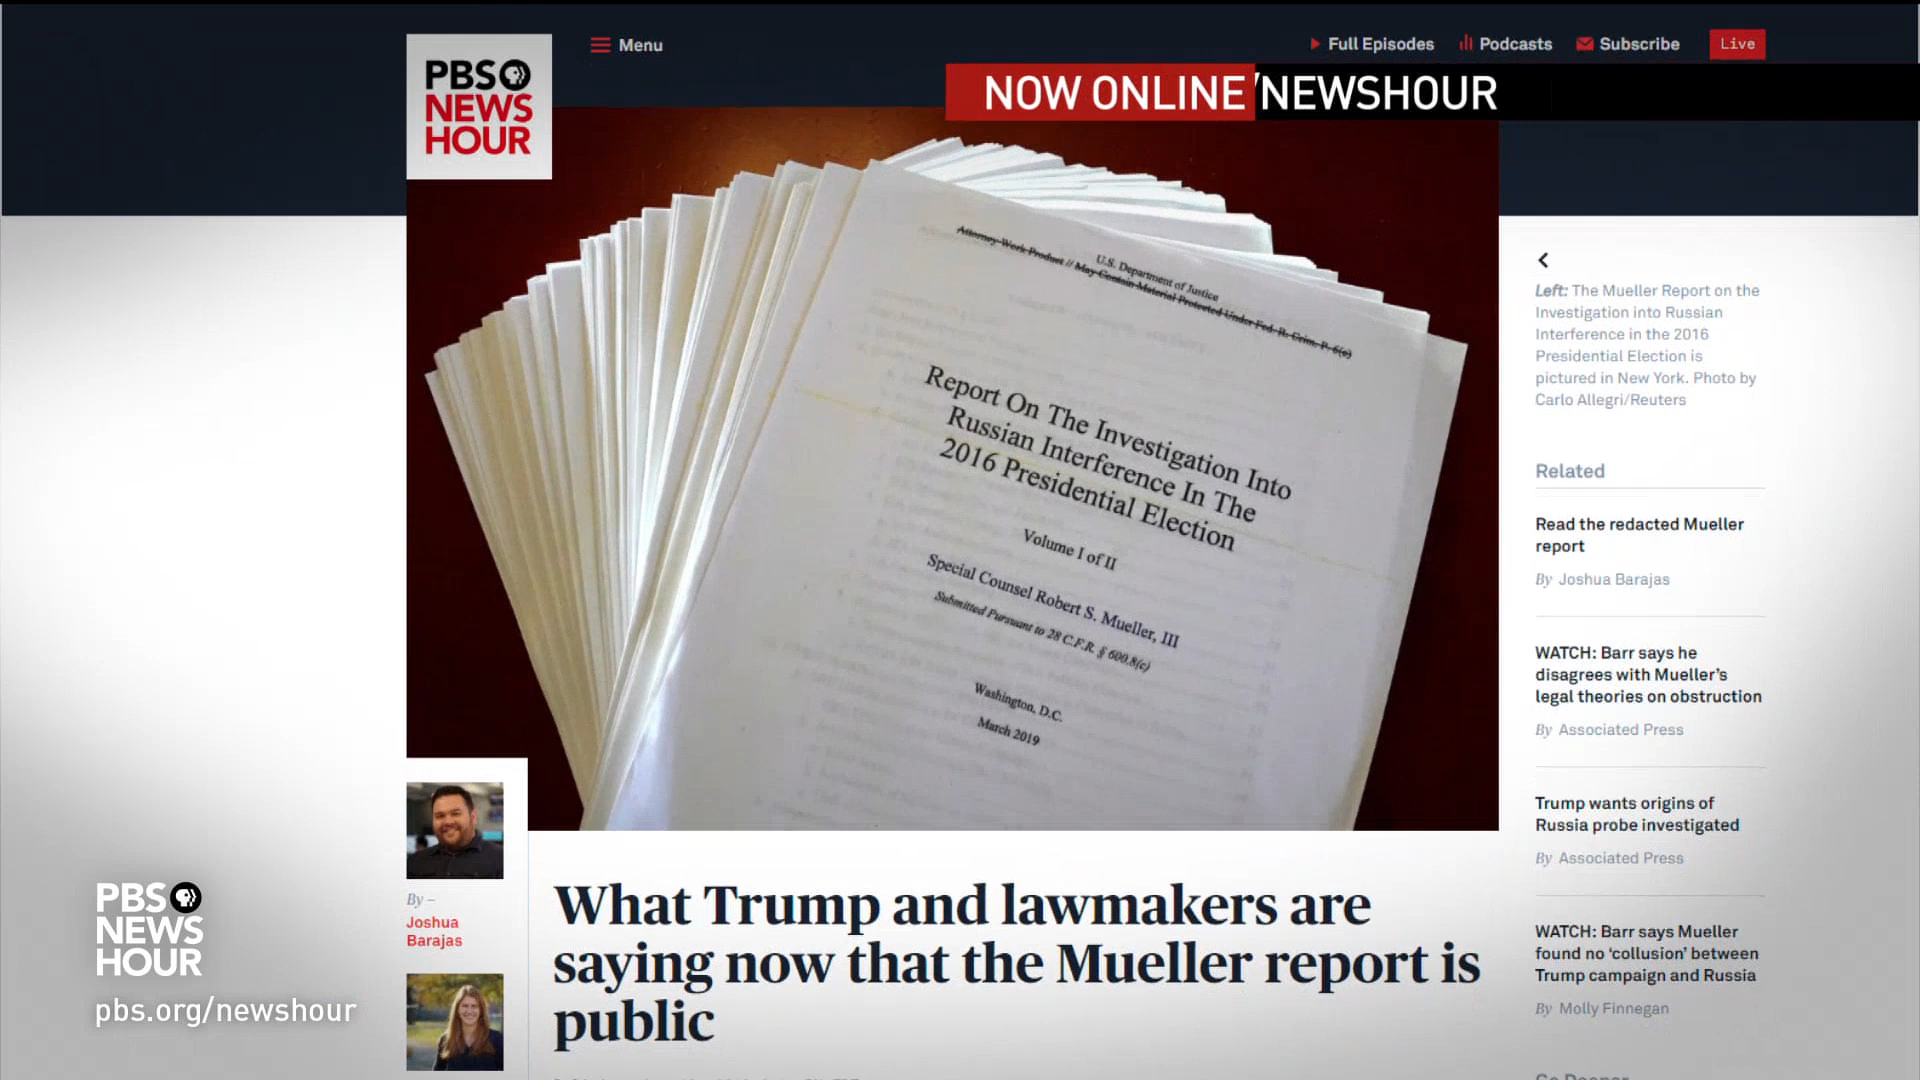 Menu
Full Episodes
Podcasts
Subscribe
Live
PBS
NEWS
HOUR
NOW ONLINE/NEWSHOUR
U.S. Department of Justice
Attorney Work Product // May Contain Material Protected Under Fed. R. Crim. P. 6(e)
Report On The Investigation Into
Russian Interference In The
2016 Presidential Election
Volume I of II
Special Counsel Robert S. Mueller, III
Submitted Pursuant to 28 C.F.R. § 600.8(c)
Washington, D.C.
March 2019
Left: The Mueller Report on the
Investigation into Russian
Interference in the 2016
Presidential Election is
pictured in New York. Photo by
Carlo Allegri/Reuters
Related
Read the redacted Mueller
report
By Joshua Barajas
WATCH: Barr says he
disagrees with Mueller’s
legal theories on obstruction
By Associated Press
Trump wants origins of
Russia probe investigated
By Associated Press
WATCH: Barr says Mueller
found no ‘collusion’ between
Trump campaign and Russia
By Molly Finnegan
By –
Joshua
Barajas
What Trump and lawmakers are
saying now that the Mueller report is
public
PBS
NEWS
HOUR
pbs.org/newshour